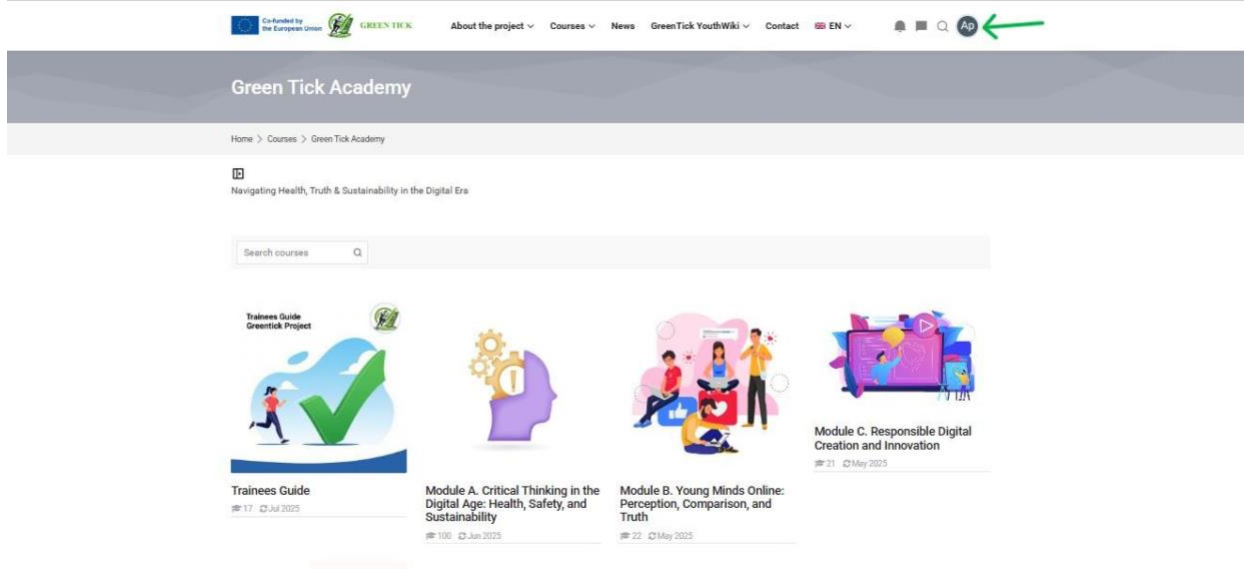 Co-funded by
the European Union
GREEN TICK
About the project
Courses
News
GreenTick YouthWiki
Contact
EN
Ap
Green Tick Academy
Home > Courses > Green Tick Academy
Navigating Health, Truth & Sustainability in the Digital Era
Search courses
Trainees Guide
Greentick Project
Trainees Guide
17 Jul 2025
Module A. Critical Thinking in the
Digital Age: Health, Safety, and
Sustainability
100 Jun 2025
Module B. Young Minds Online:
Perception, Comparison, and
Truth
22 May 2025
Module C. Responsible Digital
Creation and Innovation
21 May 2025